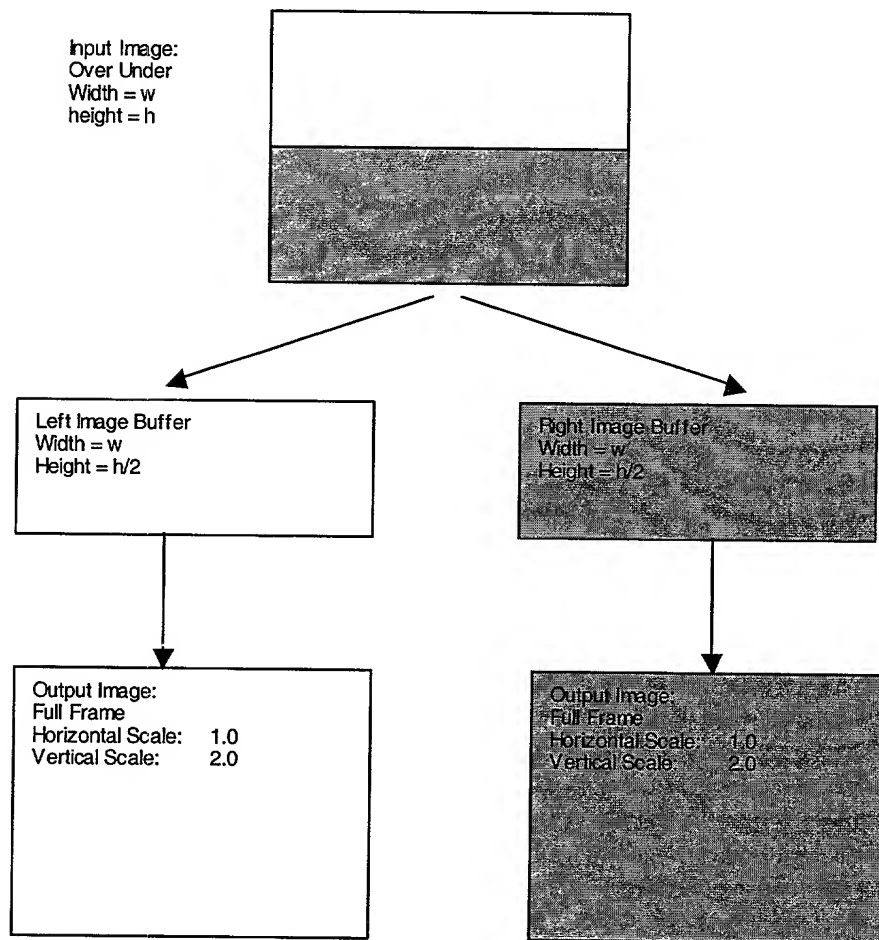 Input Image:
Over Under
Width = w
height = h
Left Image Buffer
Width = w
Height = h/2
Right Image Buffer
Width = w
Height = h/2
Output Image:
Full Frame
Horizontal Scale: 1.0
Vertical Scale: 2.0
Output Image:
Full Frame
Horizontal Scale: 1.0
Vertical Scale: 2.0